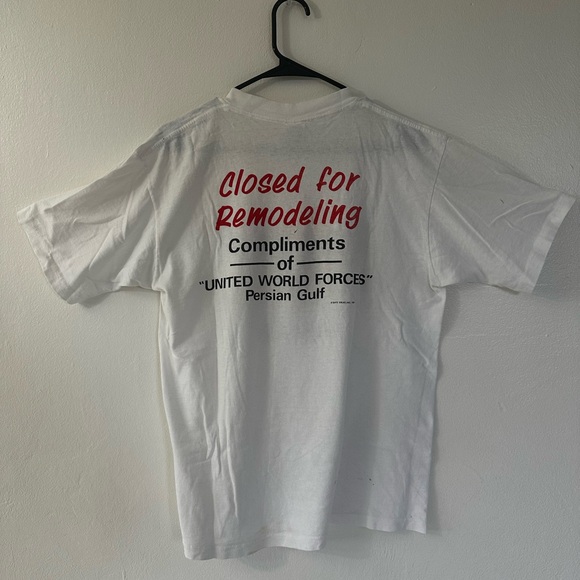 Closed for
Remodeling
Compliments
of
"UNITED WORLD FORCES"
Persian Gulf